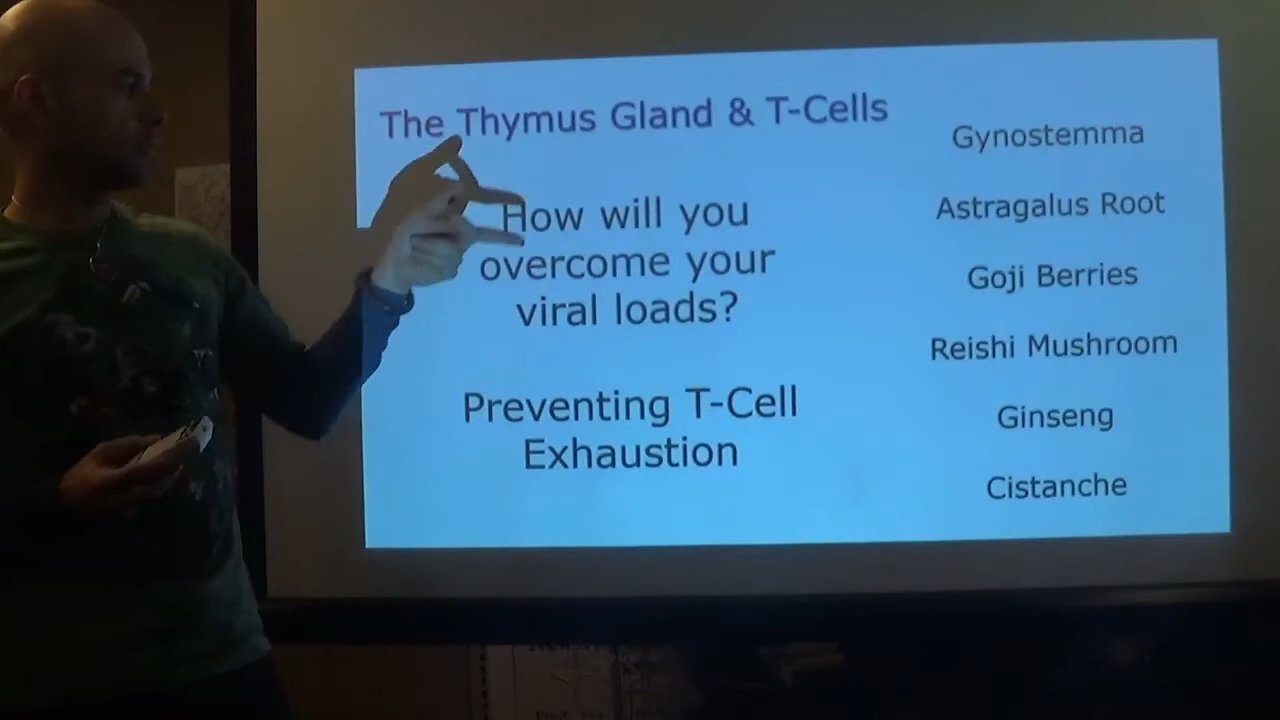 The Thymus Gland & T-Cells
How will you
overcome your
viral loads?
Preventing T-Cell
Exhaustion
Gynostemma
Astragalus Root
Goji Berries
Reishi Mushroom
Ginseng
Cistanche